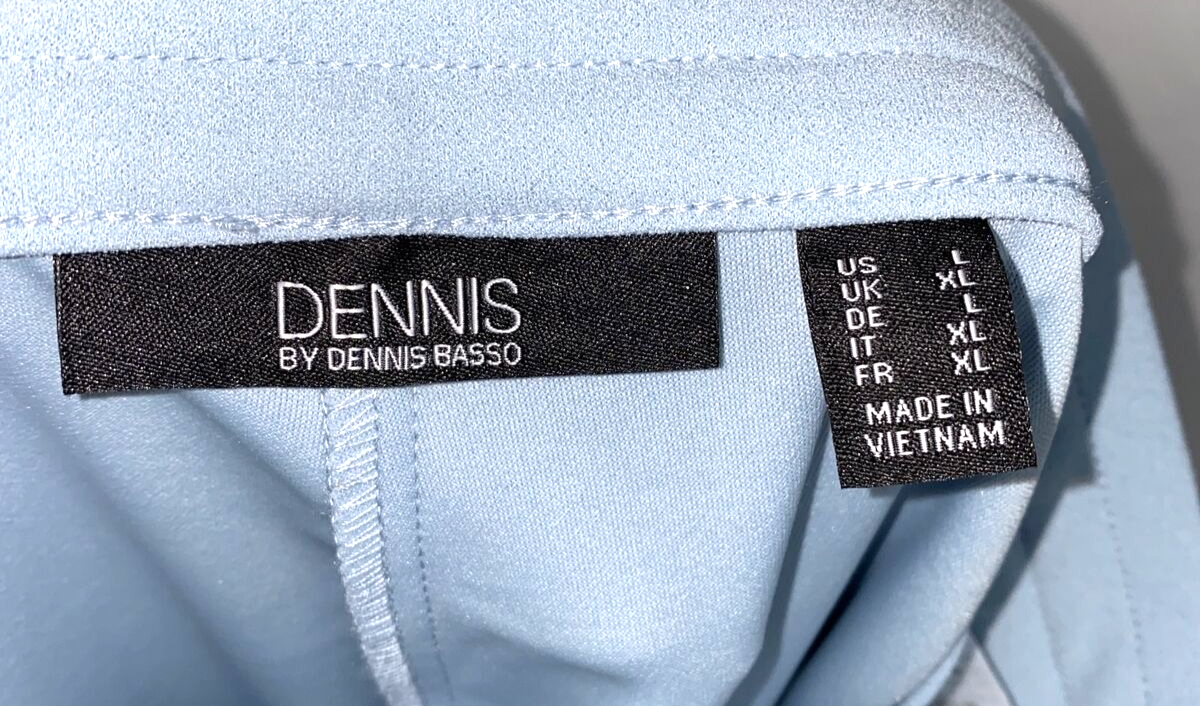 DENNIS
BY DENNIS BASSO
US L
UK XL
DE L
IT XL
FR XL
MADE IN
VIETNAM